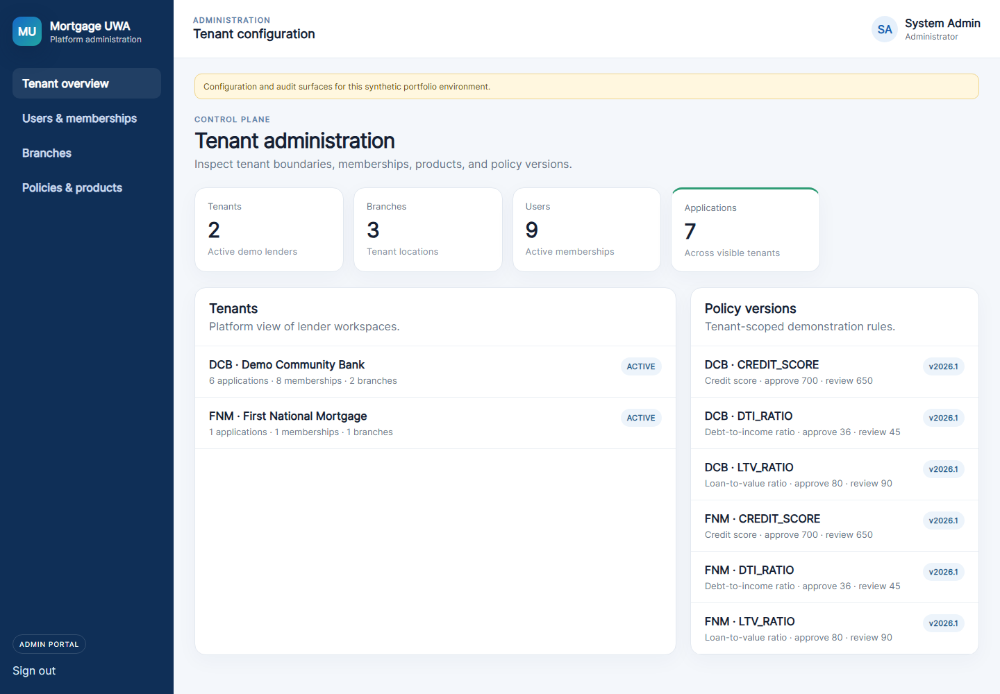 MU
Mortgage UWA
Platform administration
Tenant overview
Users & memberships
Branches
Policies & products
ADMIN PORTAL
Sign out
ADMINISTRATION
Tenant configuration
SA
System Admin
Administrator
Configuration and audit surfaces for this synthetic portfolio environment.
CONTROL PLANE
Tenant administration
Inspect tenant boundaries, memberships, products, and policy versions.
Tenants
2
Active demo lenders
Branches
3
Tenant locations
Users
9
Active memberships
Applications
7
Across visible tenants
Tenants
Platform view of lender workspaces.
DCB · Demo Community Bank
6 applications · 8 memberships · 2 branches
ACTIVE
FNM · First National Mortgage
1 applications · 1 memberships · 1 branches
ACTIVE
Policy versions
Tenant-scoped demonstration rules.
DCB · CREDIT_SCORE
Credit score · approve 700 · review 650
v2026.1
DCB · DTI_RATIO
Debt-to-income ratio · approve 36 · review 45
v2026.1
DCB · LTV_RATIO
Loan-to-value ratio · approve 80 · review 90
v2026.1
FNM · CREDIT_SCORE
Credit score · approve 700 · review 650
v2026.1
FNM · DTI_RATIO
Debt-to-income ratio · approve 36 · review 45
v2026.1
FNM · LTV_RATIO
Loan-to-value ratio · approve 80 · review 90
v2026.1